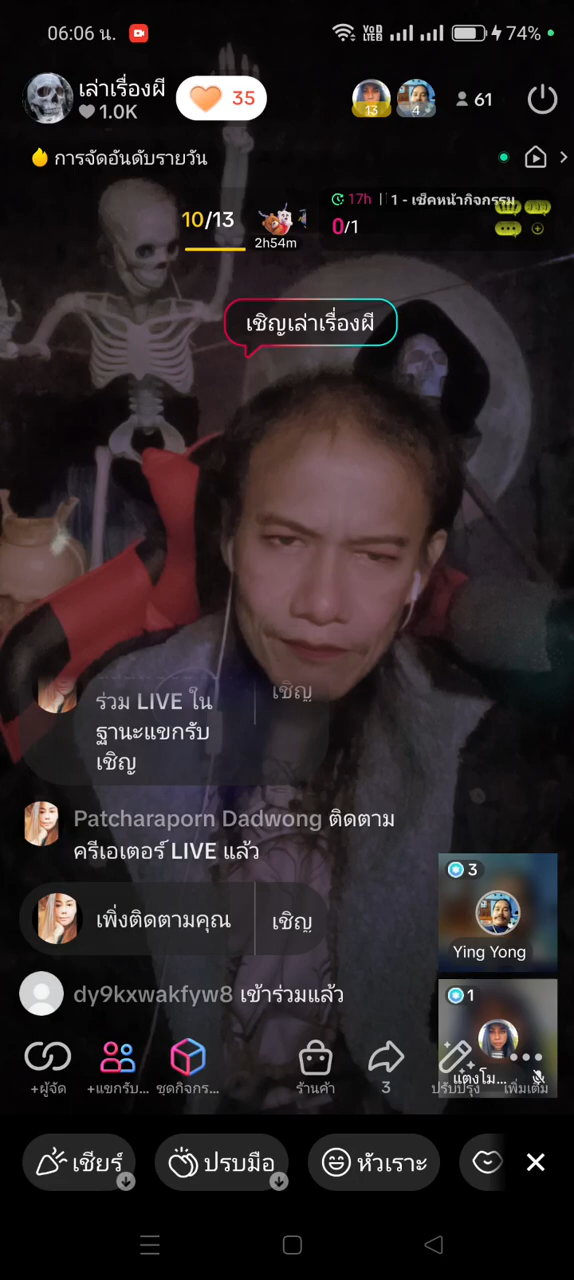 06:06 น.
VoD LTE2
74%
เล่าเรื่องผี
1.0K
35
13
4
61
การจัดอันดับรายวัน
10/13
2h54m
17h
1 - เช็คหน้ากิจกรรม
0/1
เชิญเล่าเรื่องผี
ร่วม LIVE ใน
ฐานะแขกรับ
เชิญ
เชิญ
Patcharaporn Dadwong ติดตาม
ครีเอเตอร์ LIVE แล้ว
เพิ่งติดตามคุณ
เชิญ
dy9kxwakfyw8 เข้าร่วมแล้ว
3
Ying Yong
1
แตงโม...
+ผู้จัด
+แขกรับ...
ชุดกิจกร...
ร้านค้า
3
ปรับปรุง
เพิ่มเติม
เชียร์
ปรบมือ
หัวเราะ